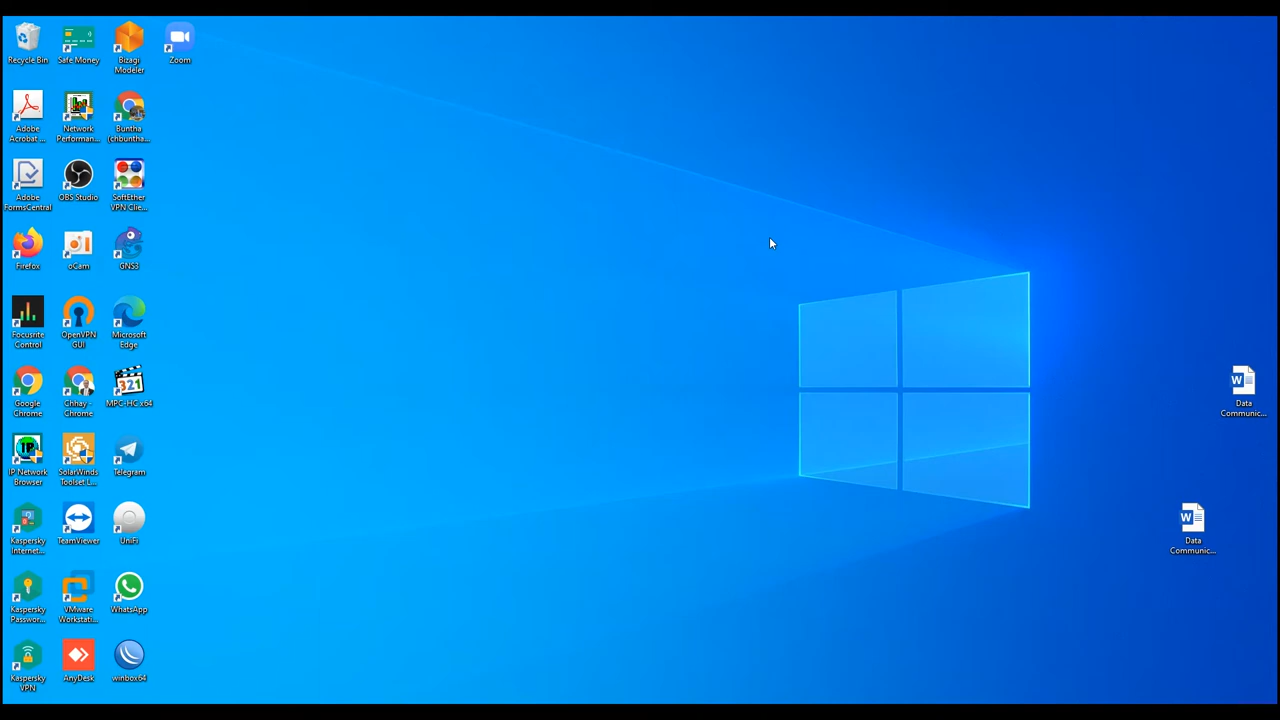 Recycle Bin
Safe Money
Bizagi
Modeler
Zoom
Adobe
Acrobat ...
Network
Performan...
Buntha
(chbuntha...
Adobe
FormsCentral
OBS Studio
SoftEther
VPN Clie...
Firefox
oCam
GNS3
Focusrite
Control
OpenVPN
GUI
Microsoft
Edge
Google
Chrome
Chhay -
Chrome
321
MPC-HC x64
IP
IP Network
Browser
SolarWinds
Toolset L...
Telegram
Kaspersky
Internet...
TeamViewer
UniFi
Kaspersky
Passwor...
VMware
Workstati...
WhatsApp
Kaspersky
VPN
AnyDesk
winbox64
W
Data
Communic...
W
Data
Communic...